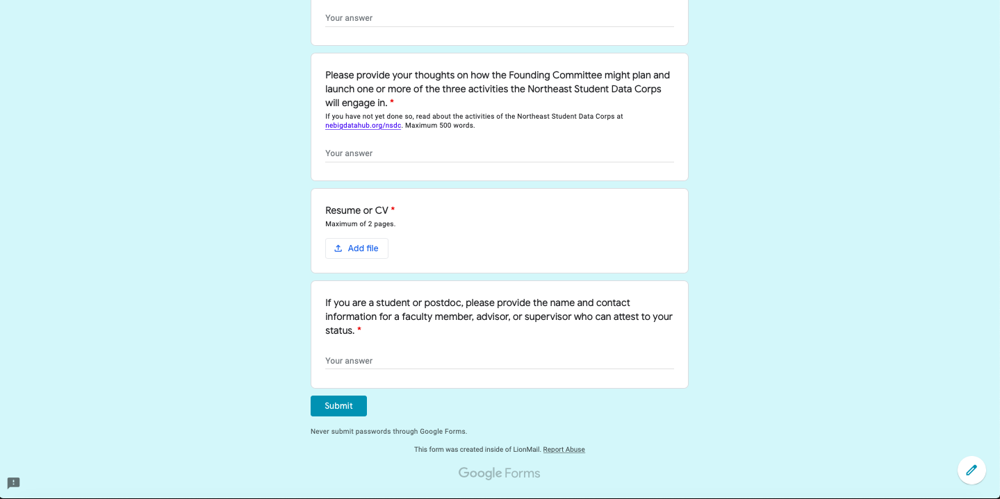 Your answer
Please provide your thoughts on how the Founding Committee might plan and
launch one or more of the three activities the Northeast Student Data Corps
will engage in. *
If you have not yet done so, read about the activities of the Northeast Student Data Corps at
nebigdatahub.org/nsdc. Maximum 500 words.
Your answer
Resume or CV *
Maximum of 2 pages.
Add file
If you are a student or postdoc, please provide the name and contact
information for a faculty member, advisor, or supervisor who can attest to your
status. *
Your answer
Submit
Never submit passwords through Google Forms.
This form was created inside of LionMail. Report Abuse
Google Forms